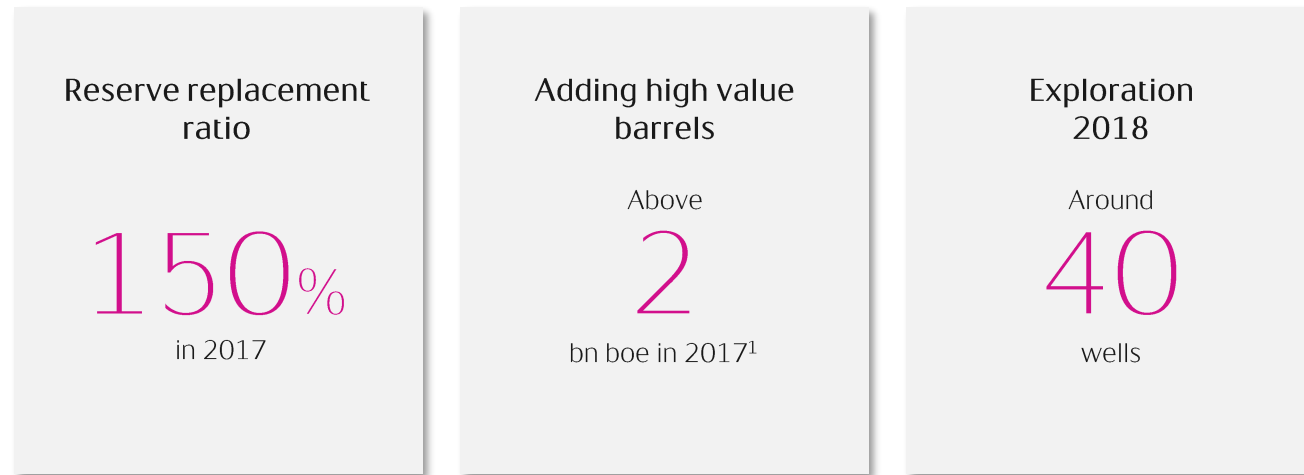 Reserve replacement
ratio
150%
in 2017
Adding high value
barrels
Above
2
bn boe in 2017¹
Exploration
2018
Around
40
wells